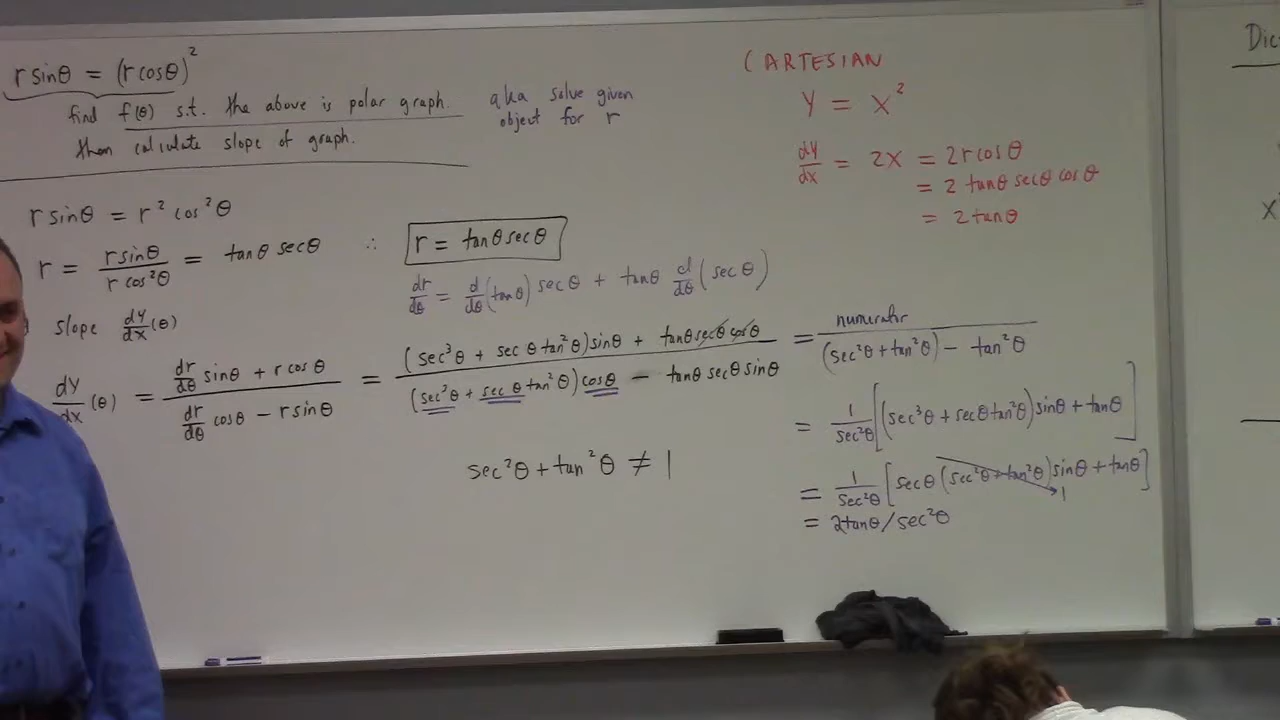 r sinθ = (r cosθ)²
find f(θ) s.t. the above is polar graph.
then calculate slope of graph.
aka solve given
object for r
r sinθ = r² cos²θ
r = r sinθ / r cos²θ = tanθ secθ ∴ r = tanθ secθ
dr/dθ = d/dθ(tanθ) secθ + tanθ d/dθ(secθ)
slope dy/dx (θ)
dy/dx (θ) = (dr/dθ sinθ + r cosθ) / (dr/dθ cosθ - r sinθ) = ((sec³θ + secθ tan²θ) sinθ + tanθ secθ cosθ) / ((sec³θ + secθ tan²θ) cosθ - tanθ secθ sinθ) = numerator / ((sec²θ + tan²θ) - tan²θ)
= 1/sec²θ [(sec³θ + secθ tan²θ) sinθ + tanθ]
= 1/sec²θ [secθ (sec²θ + tan²θ) sinθ + tanθ]
1
= 2tanθ/sec²θ
sec²θ + tan²θ ≠ 1
CARTESIAN
y = x²
dy/dx = 2x = 2r cosθ
= 2 tanθ secθ cosθ
= 2 tanθ